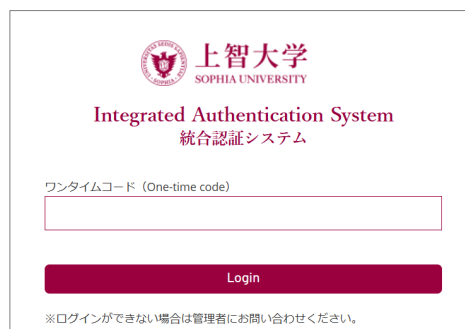 上智大学
SOPHIA UNIVERSITY
Integrated Authentication System
統合認証システム
ワンタイムコード（One-time code）
Login
※ログインができない場合は管理者にお問い合わせください。